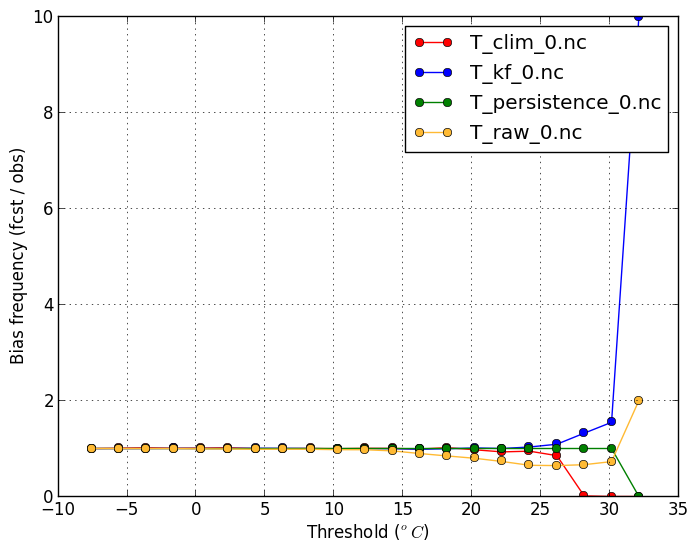 10
8
6
4
2
0
Bias frequency (fcst / obs)
T_clim_0.nc
T_kf_0.nc
T_persistence_0.nc
T_raw_0.nc
−10 −5 0 5 10 15 20 25 30 35
Threshold (° C)